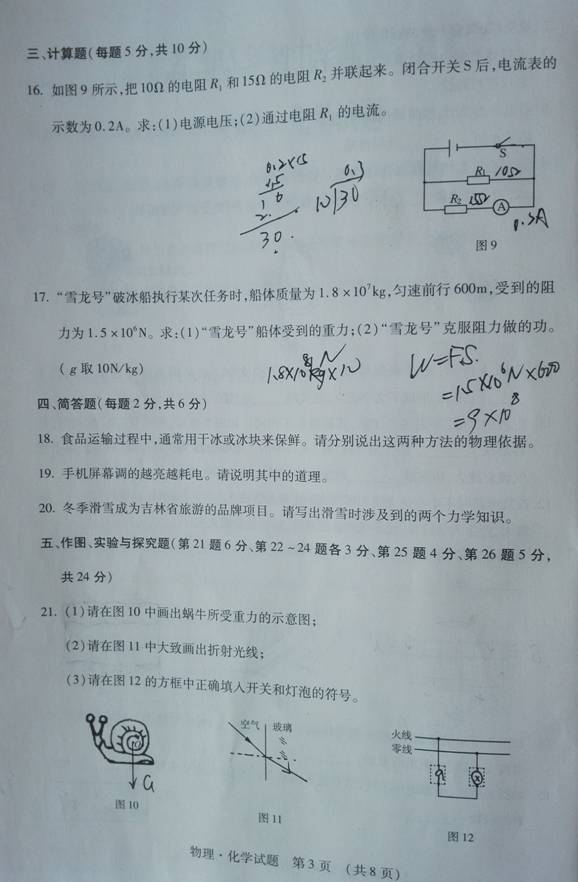 三、计算题(每题5分,共10分)
16. 如图9所示,把10Ω的电阻R₁和15Ω的电阻R₂并联起来。闭合开关S后,电流表的
示数为0.2A。求:(1)电源电压;(2)通过电阻R₁的电流。
S
R₁ 10Ω
R₂ 15Ω A
图9
17. “雪龙号”破冰船执行某次任务时,船体质量为1.8×10⁷kg,匀速前行600m,受到的阻
力为1.5×10⁶N。求:(1)“雪龙号”船体受到的重力;(2)“雪龙号”克服阻力做的功。
(g取10N/kg)
W=FS.
=1.5×10⁶N×600
=9×10⁸
四、简答题(每题2分,共6分)
18. 食品运输过程中,通常用干冰或冰块来保鲜。请分别说出这两种方法的物理依据。
19. 手机屏幕调的越亮越耗电。请说明其中的道理。
20. 冬季滑雪成为吉林省旅游的品牌项目。请写出滑雪时涉及到的两个力学知识。
五、作图、实验与探究题(第21题6分、第22~24题各3分、第25题4分、第26题5分,
共24分)
21. (1)请在图10中画出蜗牛所受重力的示意图;
(2)请在图11中大致画出折射光线;
(3)请在图12的方框中正确填入开关和灯泡的符号。
空气 玻璃
火线
零线
G
图10
图11
图12
物理·化学试题 第3页 (共8页)